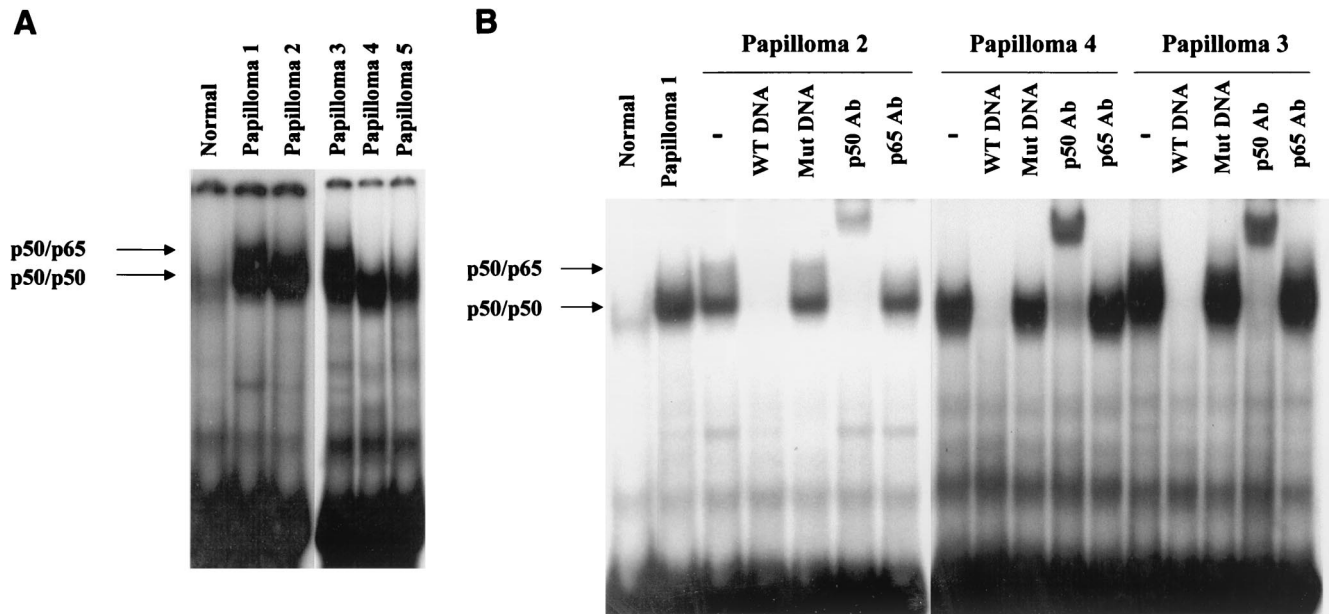 A
Normal
Papilloma 1
Papilloma 2
Papilloma 3
Papilloma 4
Papilloma 5
p50/p65
p50/p50
B
Papilloma 2
Papilloma 4
Papilloma 3
Normal
Papilloma 1
-
WT DNA
Mut DNA
p50 Ab
p65 Ab
-
WT DNA
Mut DNA
p50 Ab
p65 Ab
-
WT DNA
Mut DNA
p50 Ab
p65 Ab
p50/p65
p50/p50